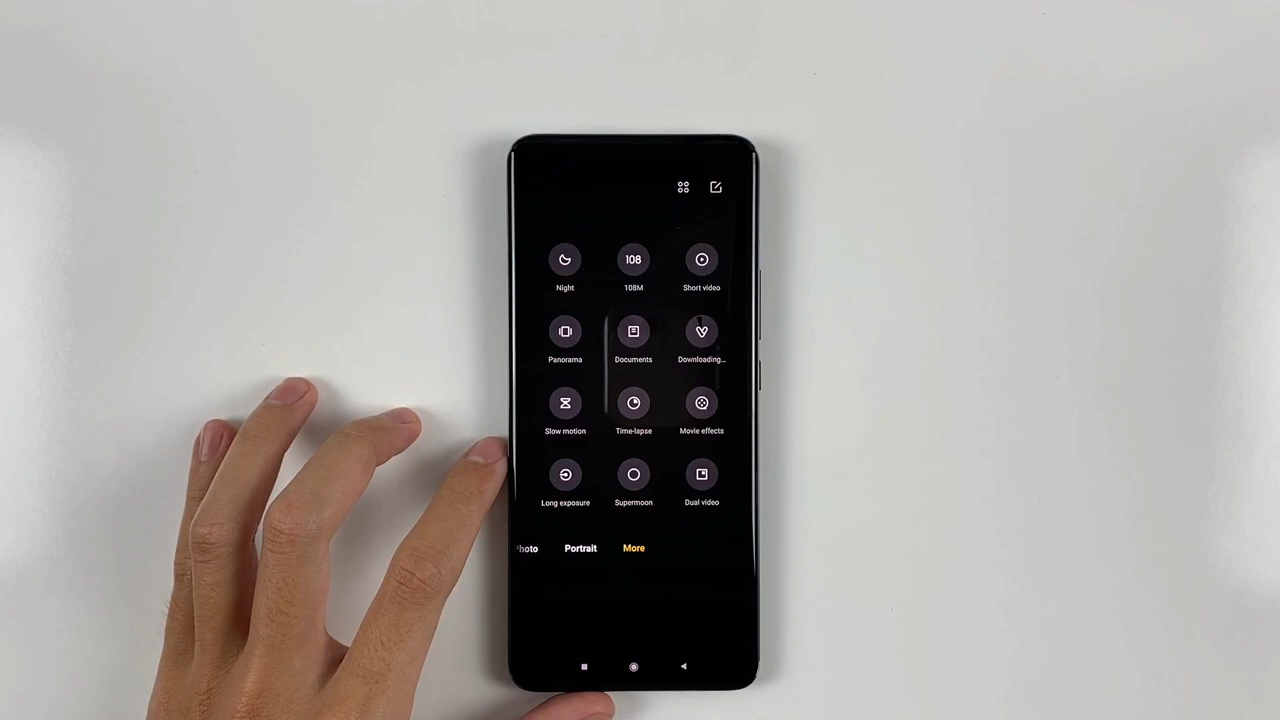 108
Night 108M Short video
Panorama Documents Downloading...
Slow motion Time-lapse Movie effects
Long exposure Supermoon Dual video
hoto Portrait More